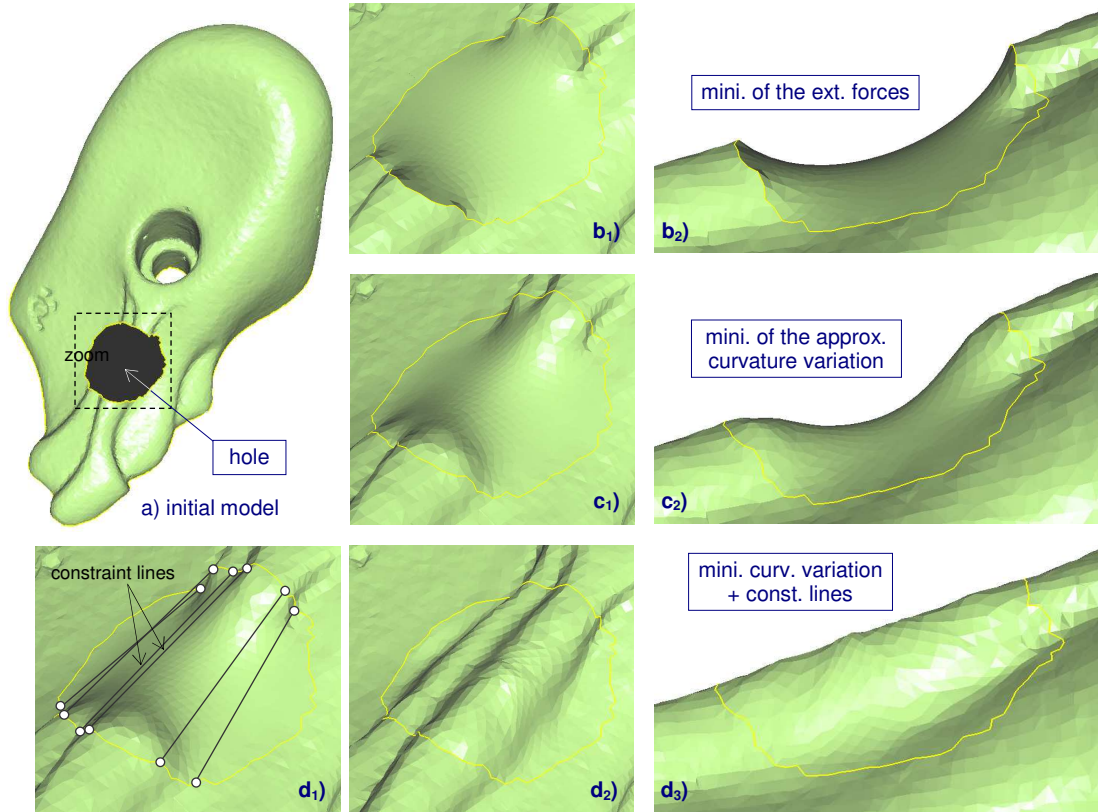 mini. of the ext. forces
b1)
b2)
zoom
hole
a) initial model
mini. of the approx.
curvature variation
c1)
c2)
constraint lines
mini. curv. variation
+ const. lines
d1)
d2)
d3)